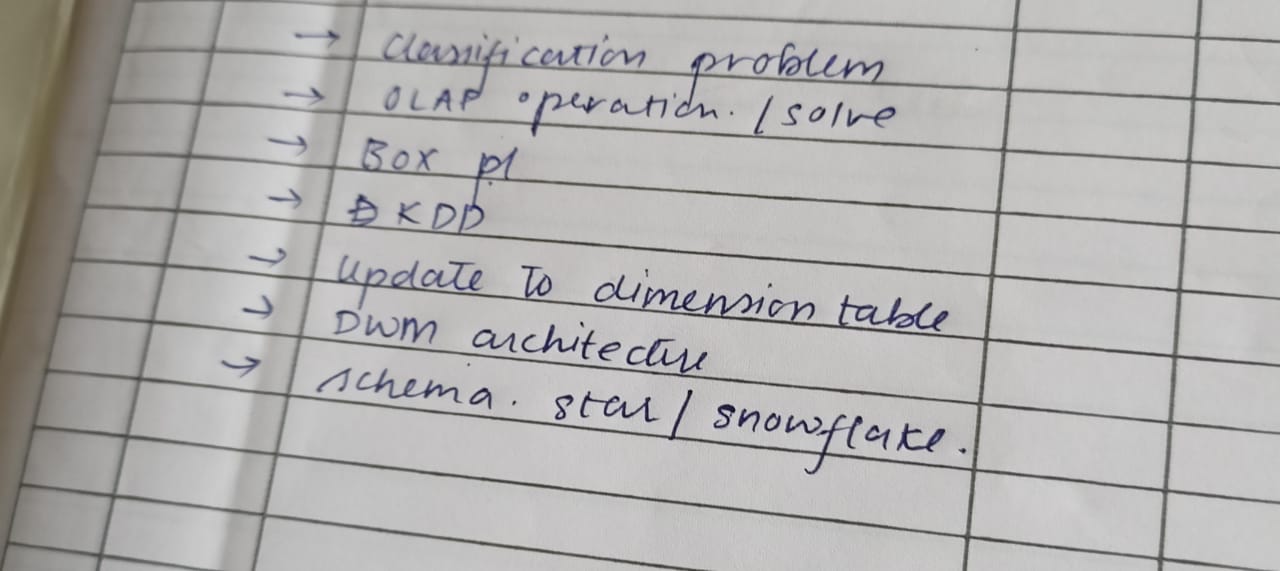 → Classification problem
→ OLAP operation. / solve
→ Box pl
→ KDD
→ update to dimension table
→ DWM architecture
→ schema. star / snowflake.